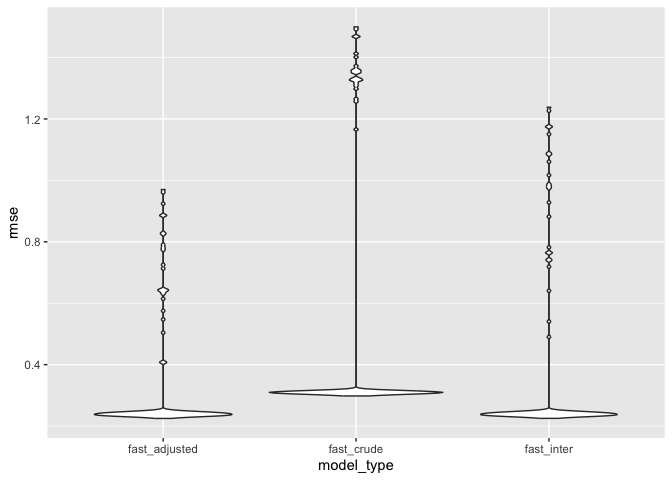 rmse
1.2
0.8
0.4
fast_adjusted
fast_crude
fast_inter
model_type